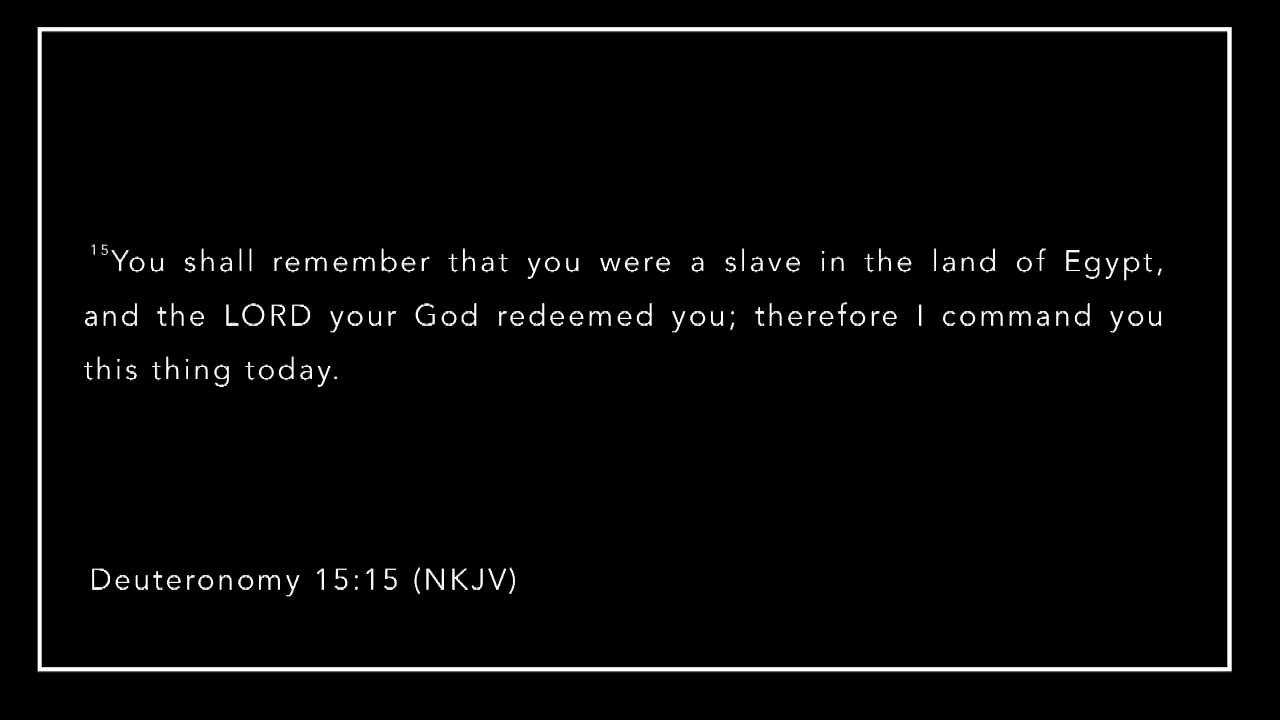 15You shall remember that you were a slave in the land of Egypt,
and the LORD your God redeemed you; therefore I command you
this thing today.
Deuteronomy 15:15 (NKJV)